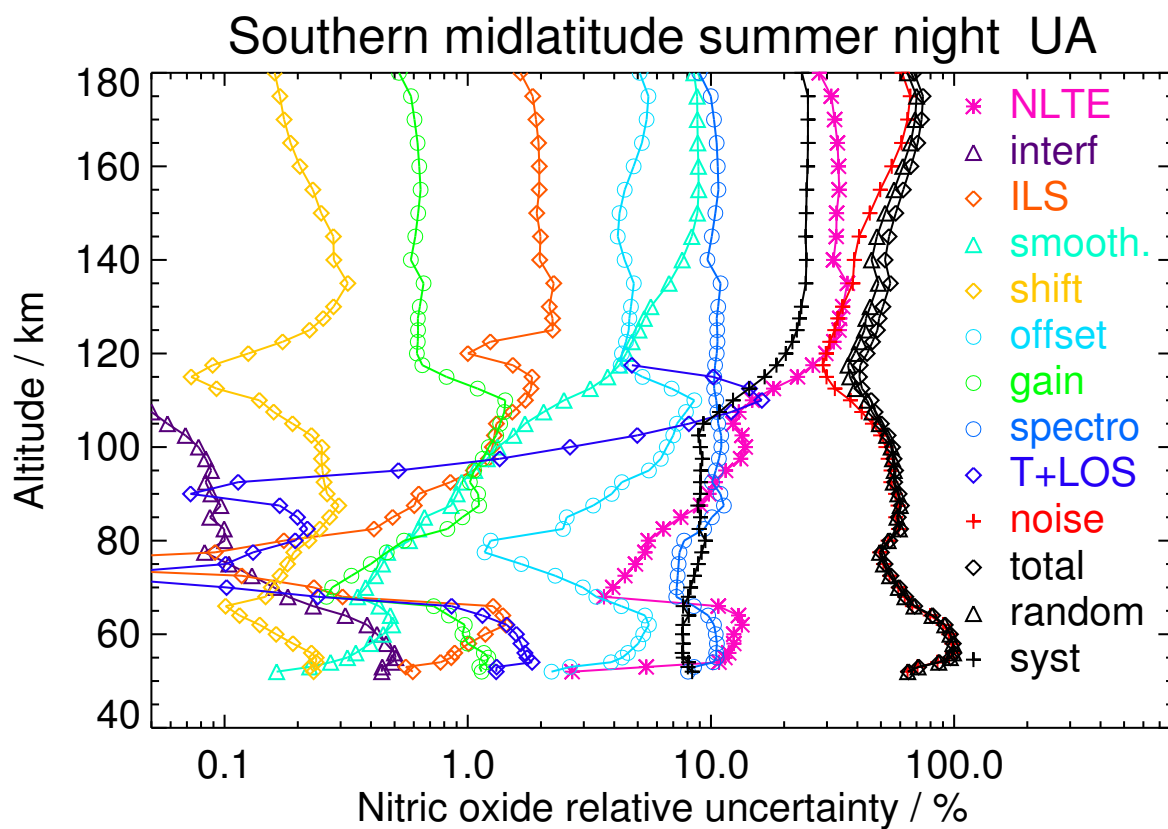 Southern midlatitude summer night UA
180
160
140
120
100
80
60
40
Altitude / km
NLTE
interf
ILS
smooth.
shift
offset
gain
spectro
T+LOS
noise
total
random
syst
0.1 1.0 10.0 100.0
Nitric oxide relative uncertainty / %